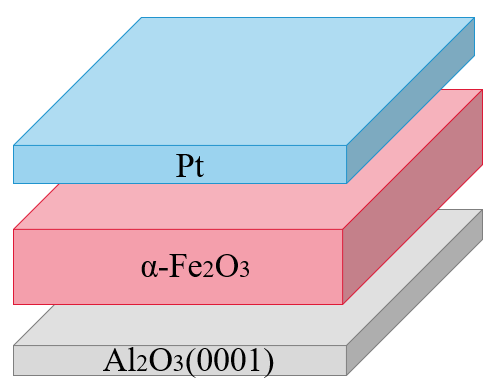 Pt
α-Fe2O3
Al2O3(0001)